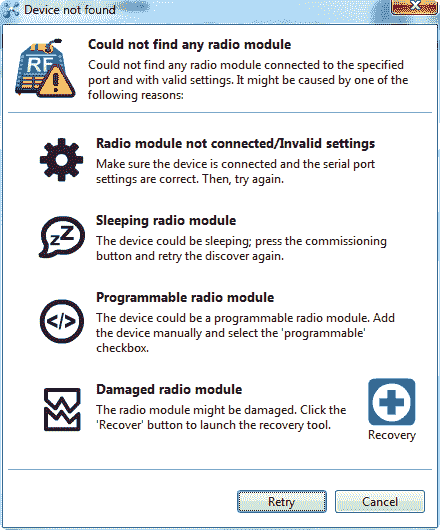 Device not found
RF
Could not find any radio module
Could not find any radio module connected to the specified
port and with valid settings. It might be caused by one of the
following reasons:
Radio module not connected/Invalid settings
Make sure the device is connected and the serial port
settings are correct. Then, try again.
zZ
Sleeping radio module
The device could be sleeping; press the commissioning
button and retry the discover again.
</>
Programmable radio module
The device could be a programmable radio module. Add
the device manually and select the 'programmable'
checkbox.
Damaged radio module
The radio module might be damaged. Click the
'Recover' button to launch the recovery tool.
Recovery
Retry
Cancel